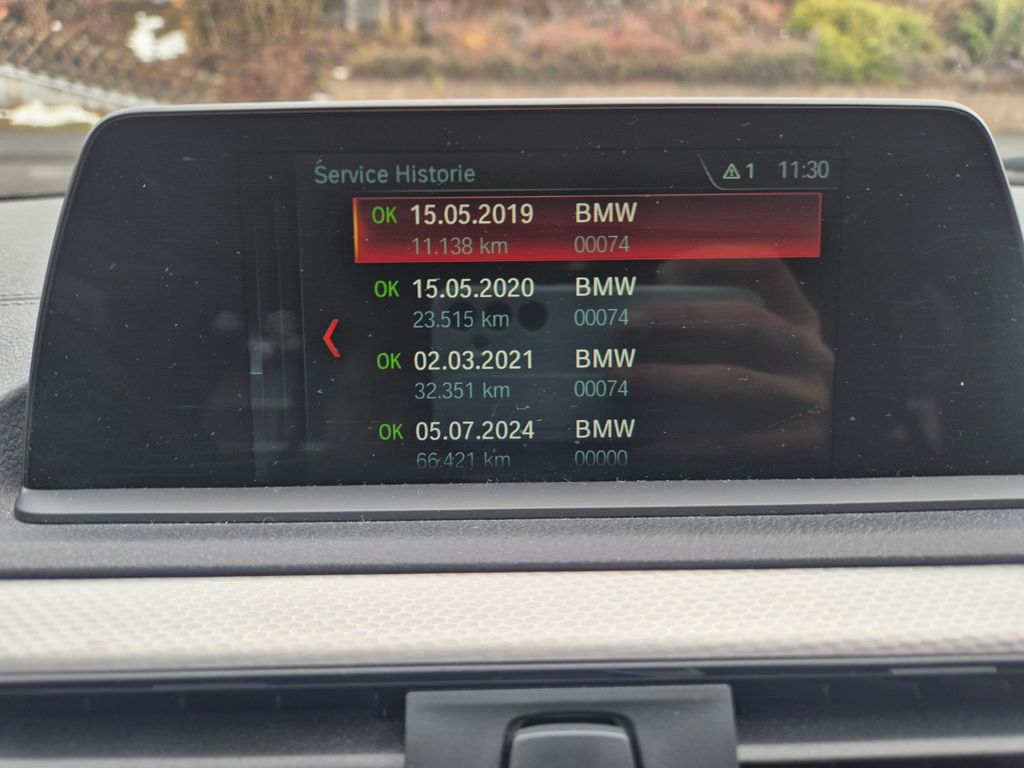 Service Historie
1 11:30
OK 15.05.2019 BMW
11.138 km 00074
OK 15.05.2020 BMW
23.515 km 00074
OK 02.03.2021 BMW
32.351 km 00074
OK 05.07.2024 BMW
66.421 km 00000